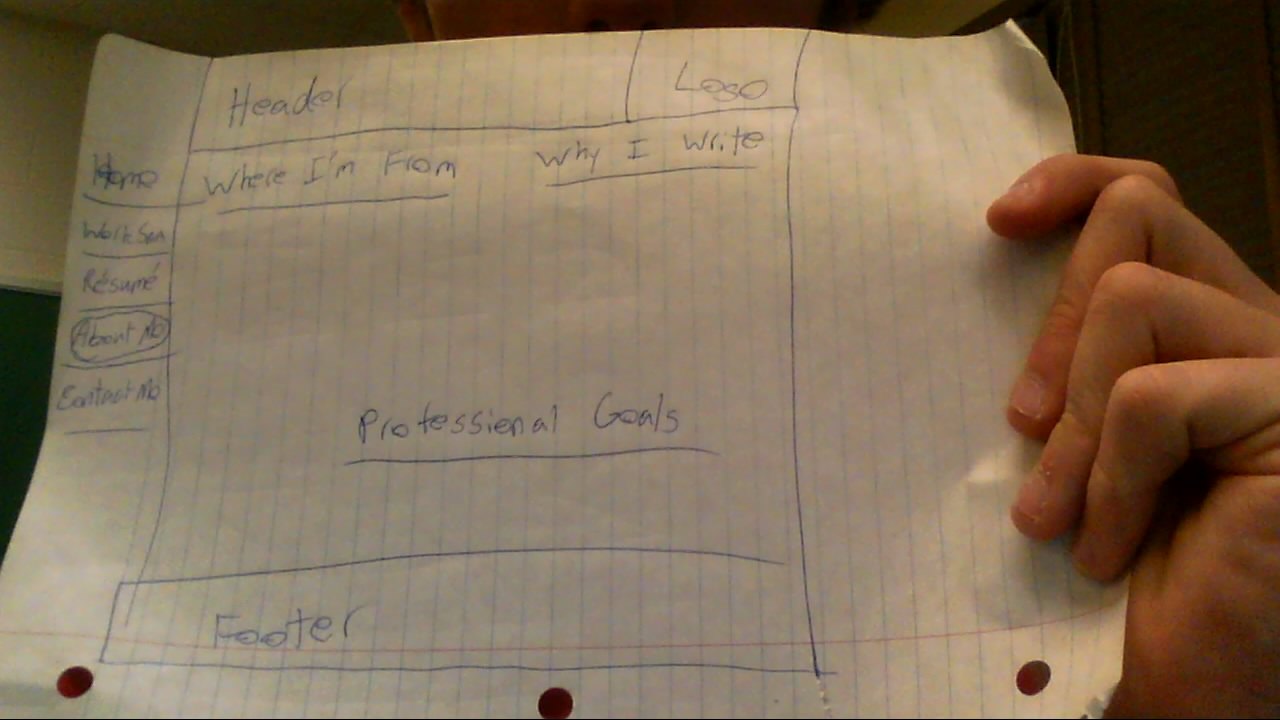 Header
Logo
Home
Where I'm From
Why I Write
Work Sam
Résumé
About Me
Contact Me
Professional Goals
Footer